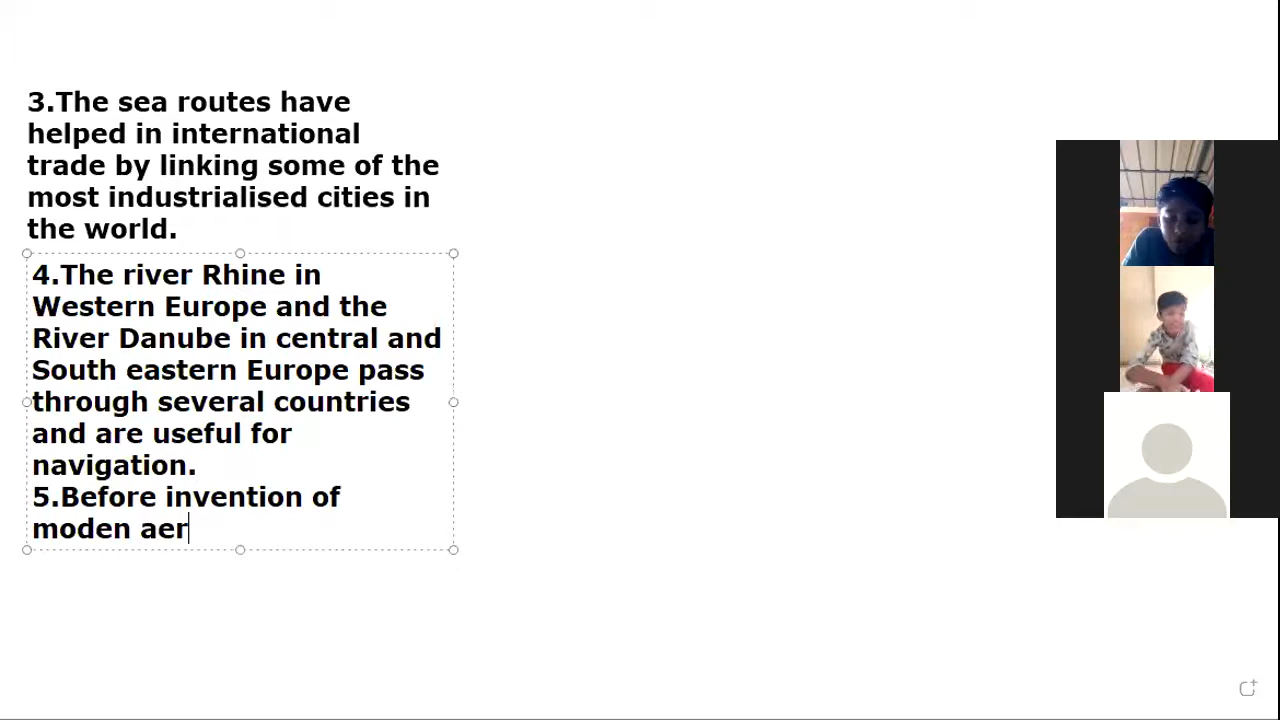 3.The sea routes have
helped in international
trade by linking some of the
most industrialised cities in
the world.
4.The river Rhine in
Western Europe and the
River Danube in central and
South eastern Europe pass
through several countries
and are useful for
navigation.
5.Before invention of
moden aer